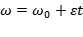 ω = ω₀ + εt